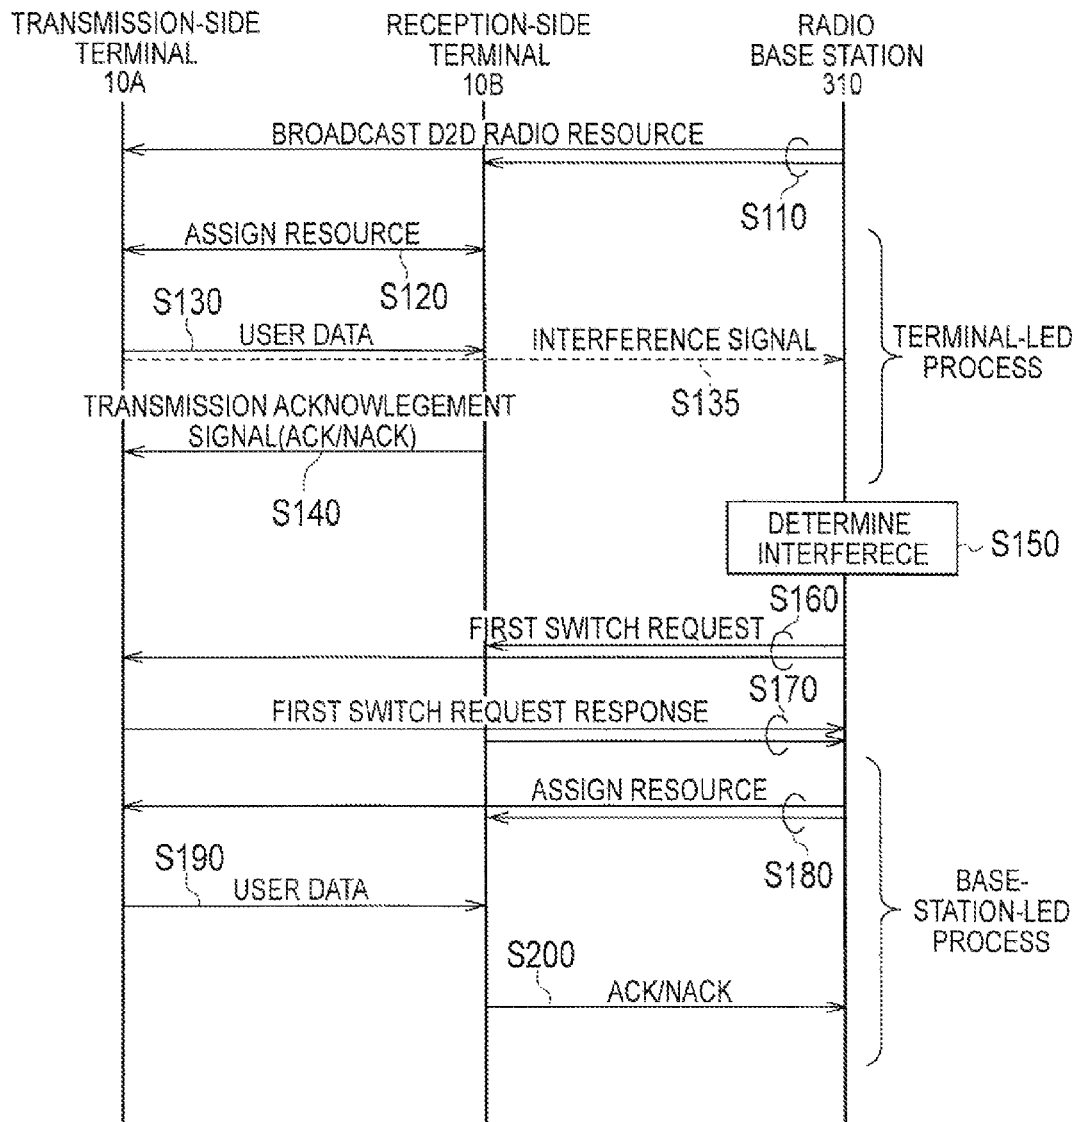 TRANSMISSION-SIDE
TERMINAL
10A
RECEPTION-SIDE
TERMINAL
10B
RADIO
BASE STATION
310
BROADCAST D2D RADIO RESOURCE
S110
ASSIGN RESOURCE
S120
S130
USER DATA
INTERFERENCE SIGNAL
S135
TERMINAL-LED
PROCESS
TRANSMISSION ACKNOWLEGEMENT
SIGNAL(ACK/NACK)
S140
DETERMINE
INTERFERECE
S150
S160
FIRST SWITCH REQUEST
S170
FIRST SWITCH REQUEST RESPONSE
ASSIGN RESOURCE
S180
S190
USER DATA
BASE-
STATION-LED
PROCESS
S200
ACK/NACK